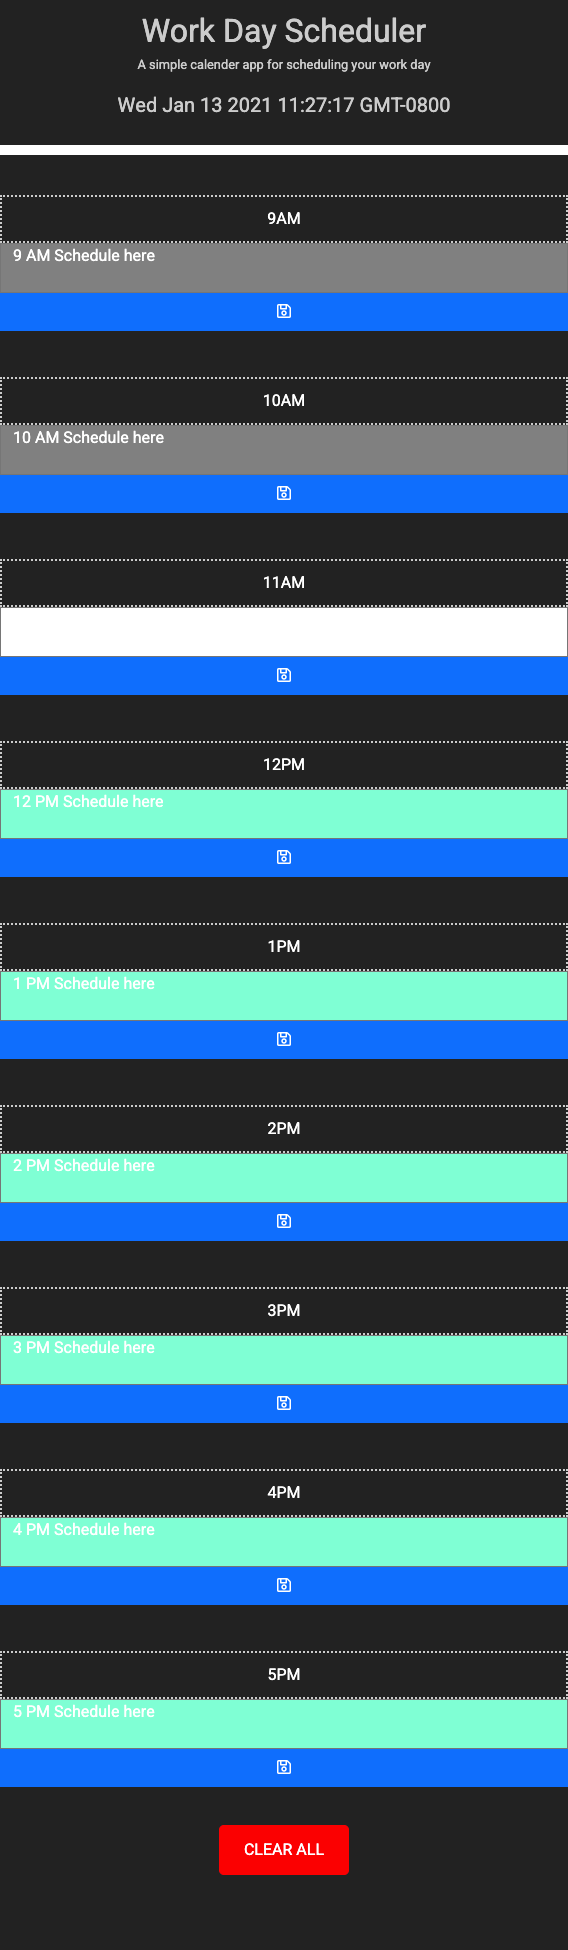 Work Day Scheduler
A simple calender app for scheduling your work day
Wed Jan 13 2021 11:27:17 GMT-0800
9AM
9 AM Schedule here
10AM
10 AM Schedule here
11AM
12PM
12 PM Schedule here
1PM
1 PM Schedule here
2PM
2 PM Schedule here
3PM
3 PM Schedule here
4PM
4 PM Schedule here
5PM
5 PM Schedule here
CLEAR ALL